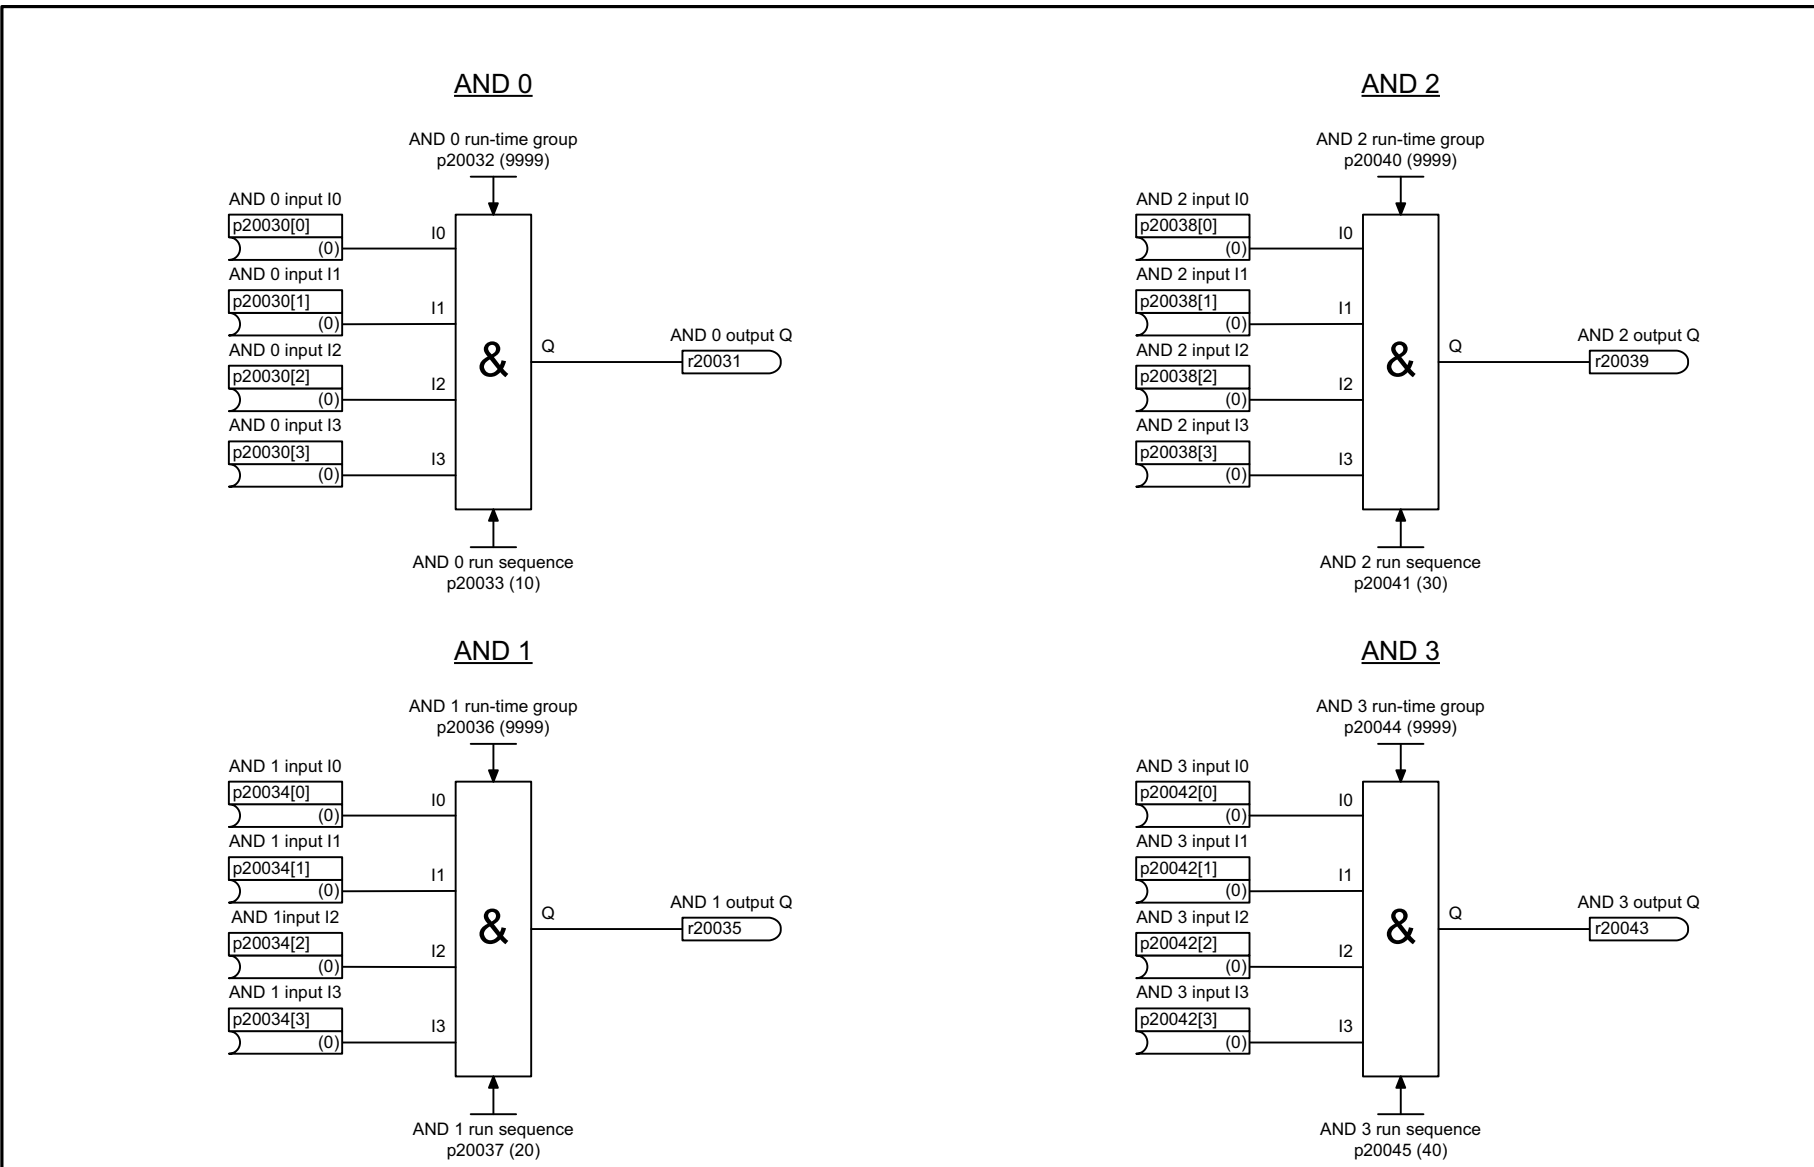 AND 0
AND 0 run-time group
p20032 (9999)
AND 0 input I0
p20030[0]
(0)
I0
AND 0 input I1
p20030[1]
(0)
I1
AND 0 input I2
p20030[2]
(0)
I2
AND 0 input I3
p20030[3]
(0)
I3
&
Q
AND 0 output Q
r20031
AND 0 run sequence
p20033 (10)
AND 2
AND 2 run-time group
p20040 (9999)
AND 2 input I0
p20038[0]
(0)
I0
AND 2 input I1
p20038[1]
(0)
I1
AND 2 input I2
p20038[2]
(0)
I2
AND 2 input I3
p20038[3]
(0)
I3
&
Q
AND 2 output Q
r20039
AND 2 run sequence
p20041 (30)
AND 1
AND 1 run-time group
p20036 (9999)
AND 1 input I0
p20034[0]
(0)
I0
AND 1 input I1
p20034[1]
(0)
I1
AND 1input I2
p20034[2]
(0)
I2
AND 1 input I3
p20034[3]
(0)
I3
&
Q
AND 1 output Q
r20035
AND 1 run sequence
p20037 (20)
AND 3
AND 3 run-time group
p20044 (9999)
AND 3 input I0
p20042[0]
(0)
I0
AND 3 input I1
p20042[1]
(0)
I1
AND 3 input I2
p20042[2]
(0)
I2
AND 3 input I3
p20042[3]
(0)
I3
&
Q
AND 3 output Q
r20043
AND 3 run sequence
p20045 (40)